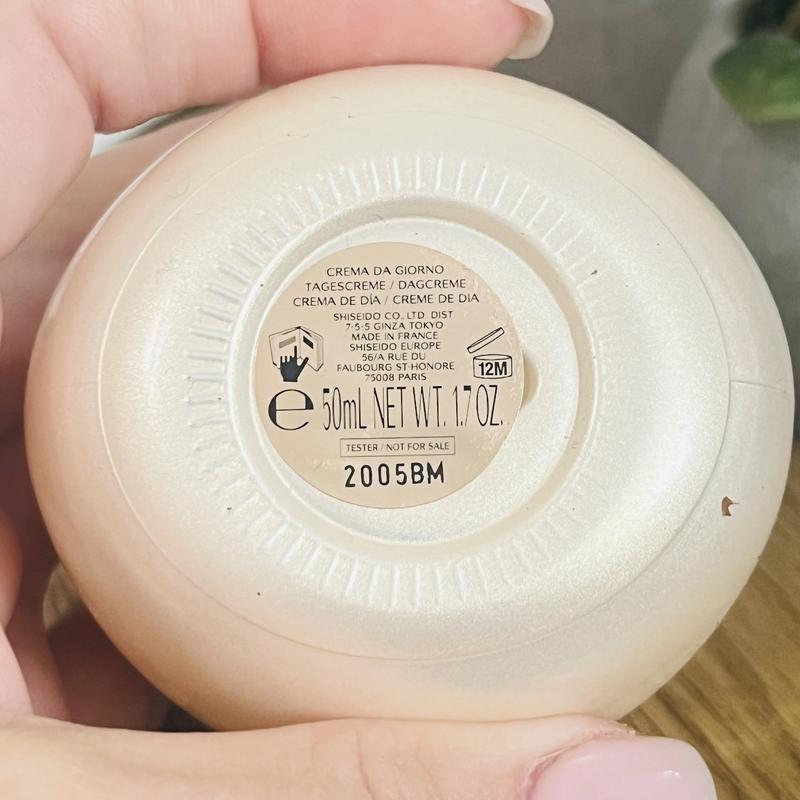 CREMA DA GIORNO
TAGESCREME / DAGCREME
CREMA DE DÍA / CREME DE DIA
SHISEIDO CO., LTD. DIST
7-5-5 GINZA TOKYO
MADE IN FRANCE
SHISEIDO EUROPE
56/A RUE DU
FAUBOURG ST-HONORE
75008 PARIS
12M
e 50mL NET WT. 1.7 OZ.
TESTER / NOT FOR SALE
2005BM